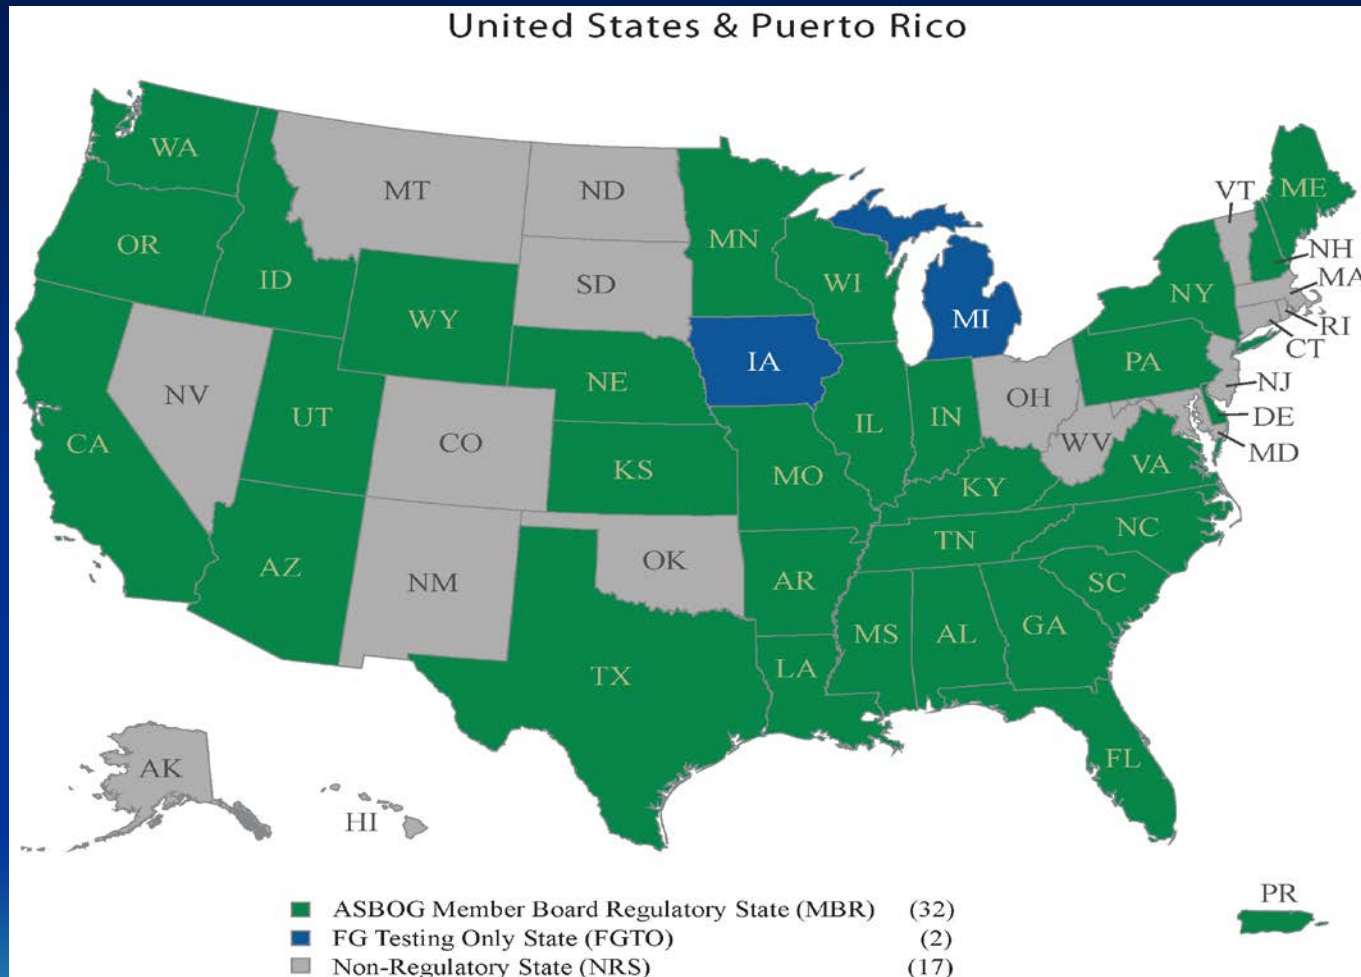 United States & Puerto Rico
WA
MT
ND
VT
ME
OR
MN
ID
SD
WI
NH
NY
MA
WY
MI
RI
CT
IA
PA
NE
NV
OH
NJ
UT
IL
IN
DE
CO
CA
WV
MD
KS
MO
VA
KY
NC
TN
AZ
OK
AR
NM
SC
GA
MS
AL
TX
LA
FL
AK
HI
PR
ASBOG Member Board Regulatory State (MBR) (32)
FG Testing Only State (FGTO) (2)
Non-Regulatory State (NRS) (17)